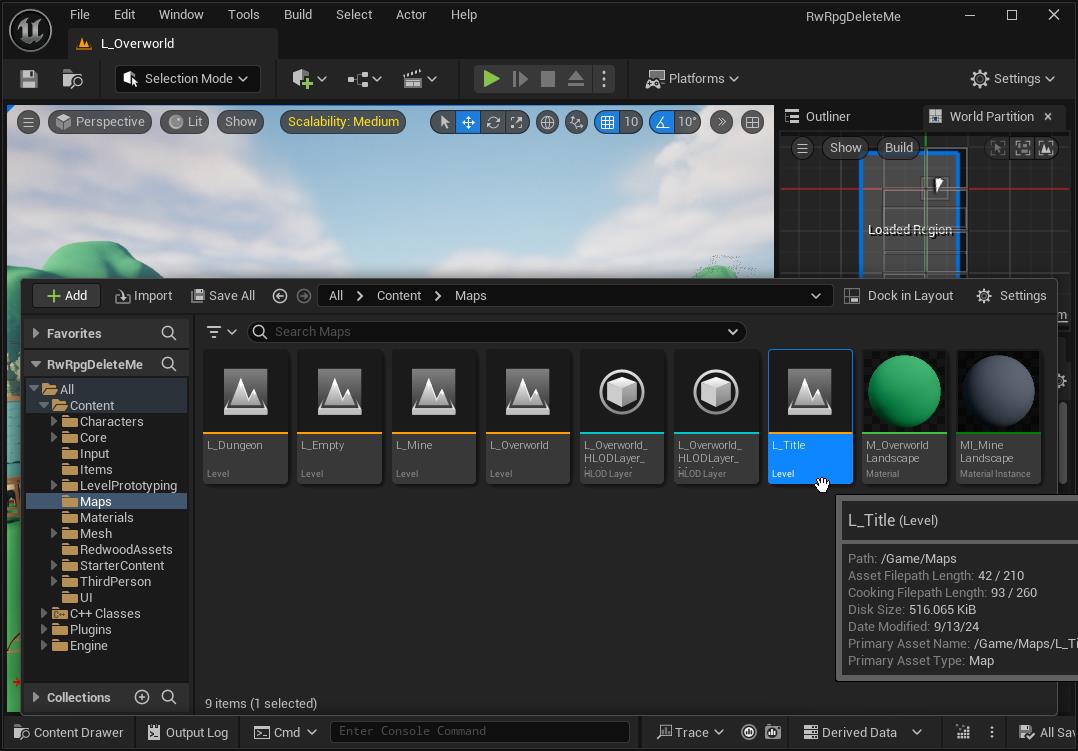 File Edit Window Tools Build Select Actor Help RwRpgDeleteMe
L_Overworld
Selection Mode Platforms Settings
Perspective Lit Show Scalability: Medium 10 10° Outliner World Partition
Show Build
Loaded Region
Add Import Save All All Content Maps Dock in Layout Settings
Favorites Search Maps
RwRpgDeleteMe
All
Content
Characters
Core
Input
Items
LevelPrototyping
Maps
Materials
Mesh
RedwoodAssets
StarterContent
ThirdPerson
UI
C++ Classes
Plugins
Engine
Collections
L_Dungeon
Level
L_Empty
Level
L_Mine
Level
L_Overworld
Level
L_Overworld_
HLODLayer_
HLOD Layer
L_Overworld_
HLODLayer_
HLOD Layer
L_Title
Level
M_Overworld
Landscape
Material
MI_Mine
Landscape
Material Instance
L_Title (Level)
Path: /Game/Maps
Asset Filepath Length: 42 / 210
Cooking Filepath Length: 93 / 260
Disk Size: 516.065 KiB
Date Modified: 9/13/24
Primary Asset Name: /Game/Maps/L_Ti
Primary Asset Type: Map
9 items (1 selected)
Content Drawer Output Log Cmd Enter Console Command Trace Derived Data All Sav